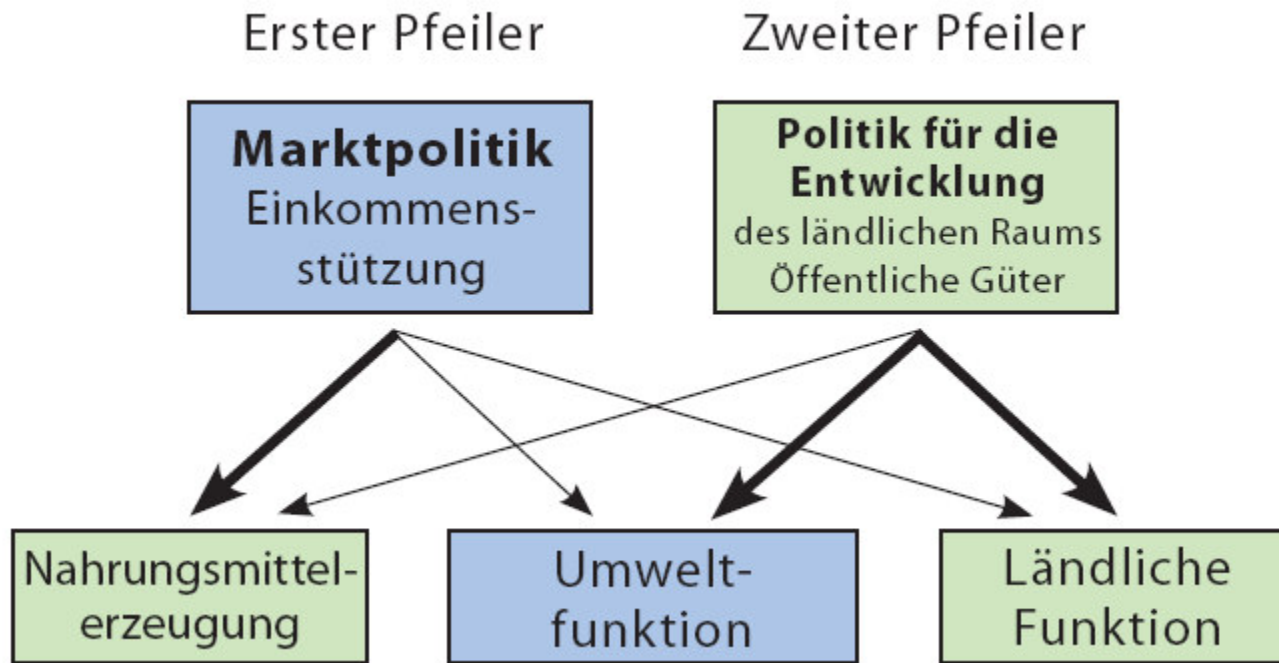 Erster Pfeiler
Zweiter Pfeiler
Marktpolitik
Einkommens-
stützung
Politik für die
Entwicklung
des ländlichen Raums
Öffentliche Güter
Nahrungsmittel-
erzeugung
Umwelt-
funktion
Ländliche
Funktion